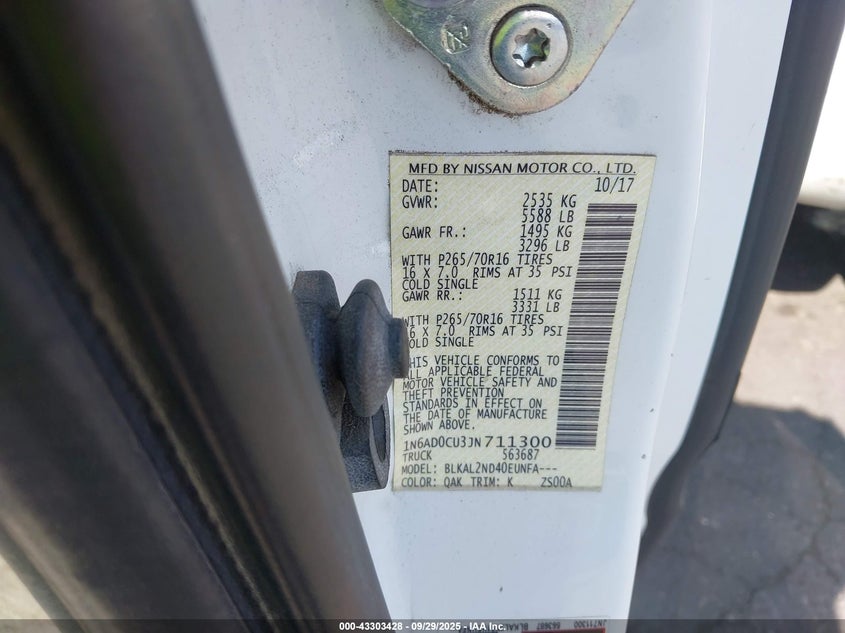 MFD BY NISSAN MOTOR CO., LTD.
DATE: 10/17
GVWR: 2535 KG
5588 LB
GAWR FR.: 1495 KG
3296 LB
WITH P265/70R16 TIRES
16 X 7.0 RIMS AT 35 PSI
COLD SINGLE
GAWR RR.: 1511 KG
3331 LB
WITH P265/70R16 TIRES
16 X 7.0 RIMS AT 35 PSI
COLD SINGLE
THIS VEHICLE CONFORMS TO
ALL APPLICABLE FEDERAL
MOTOR VEHICLE SAFETY AND
THEFT PREVENTION
STANDARDS IN EFFECT ON
THE DATE OF MANUFACTURE
SHOWN ABOVE.
1N6AD0CU3JN711300
TRUCK 563687
MODEL: BLKAL2ND40EUNFA---
COLOR: QAK TRIM: K ZS00A
JN711300
563687 BLKAL
000-43303428 - 09/29/2025 - IAA Inc.